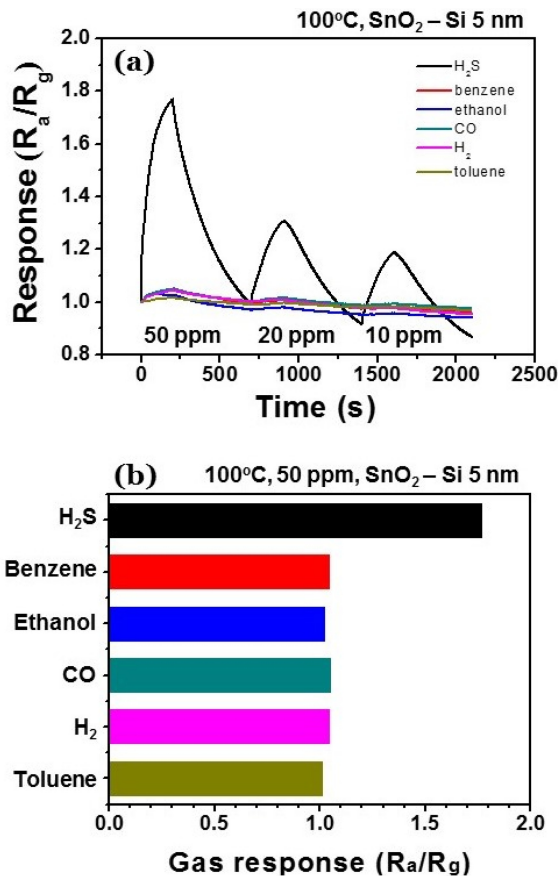 100°C, SnO₂ – Si 5 nm
(a)
H₂S
benzene
ethanol
CO
H₂
toluene
Response (Rₐ/R_g)
2.0
1.8
1.6
1.4
1.2
1.0
0.8
50 ppm 20 ppm 10 ppm
0 500 1000 1500 2000 2500
Time (s)
(b) 100°C, 50 ppm, SnO₂ – Si 5 nm
H₂S
Benzene
Ethanol
CO
H₂
Toluene
0.0 0.5 1.0 1.5 2.0
Gas response (Ra/Rg)